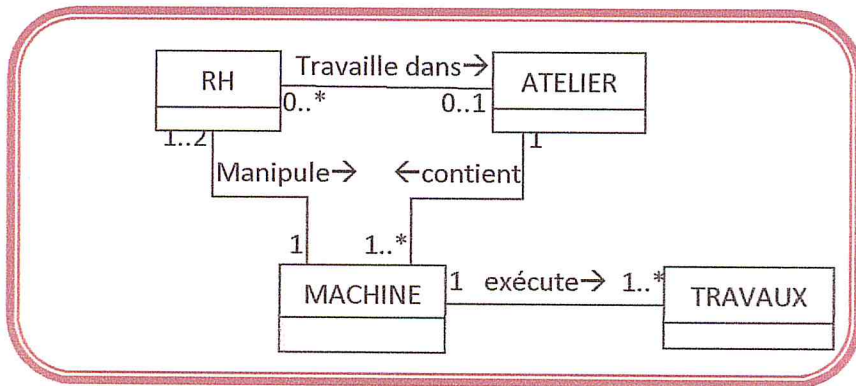 RH
Travaille dans→
ATELIER
0..*
0..1
1..2
1
Manipule→
←contient
1
1..*
MACHINE
1
exécute→
1..*
TRAVAUX